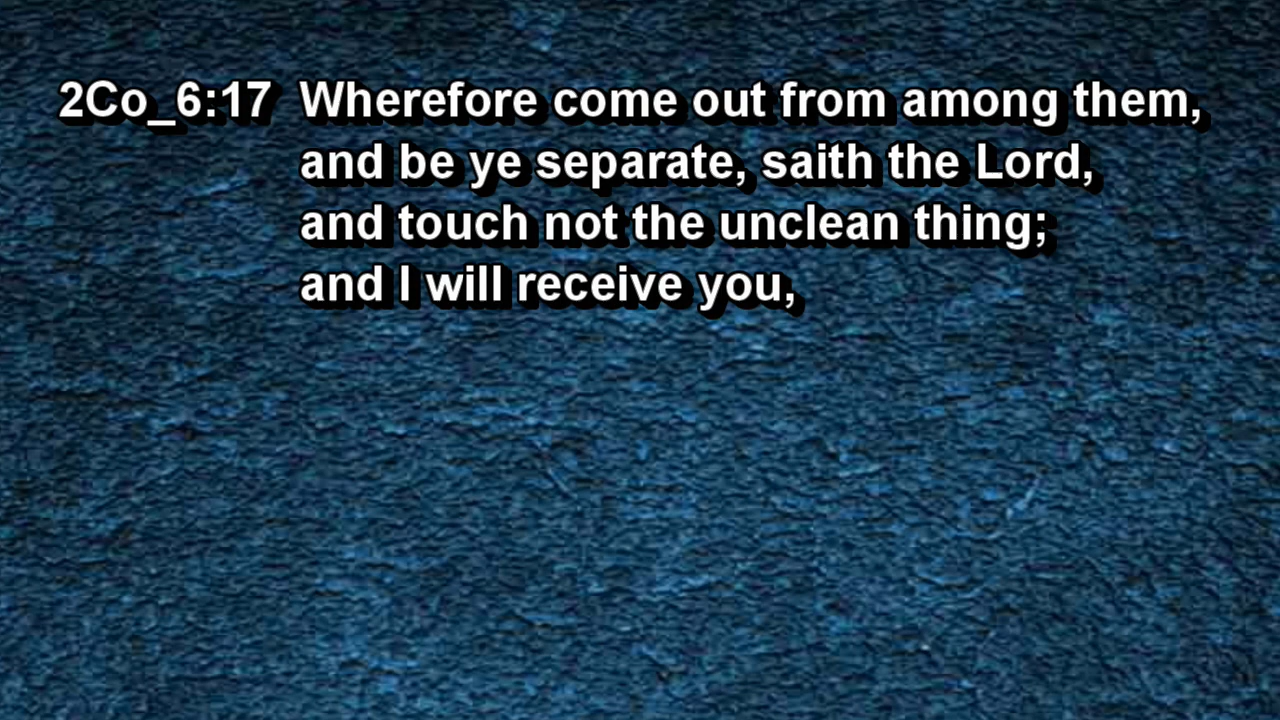 2Co_6:17 Wherefore come out from among them,
and be ye separate, saith the Lord,
and touch not the unclean thing;
and I will receive you,